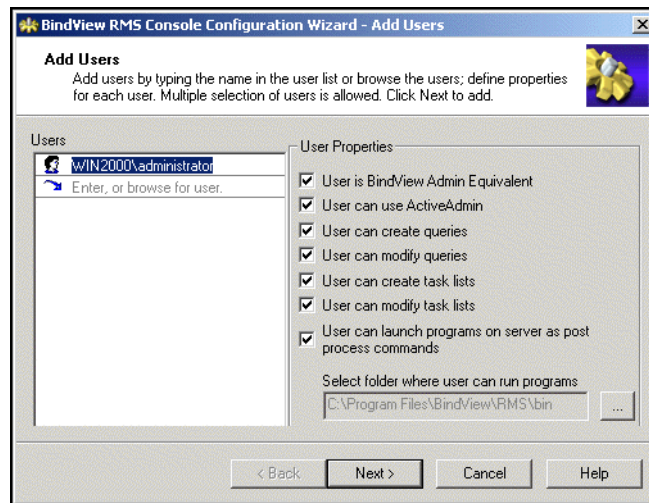 BindView RMS Console Configuration Wizard - Add Users
Add Users
Add users by typing the name in the user list or browse the users; define properties
for each user. Multiple selection of users is allowed. Click Next to add.
Users
WIN2000\administrator
Enter, or browse for user.
User Properties
User is BindView Admin Equivalent
User can use ActiveAdmin
User can create queries
User can modify queries
User can create task lists
User can modify task lists
User can launch programs on server as post
process commands
Select folder where user can run programs
C:\Program Files\BindView\RMS\bin
...
< Back
Next >
Cancel
Help